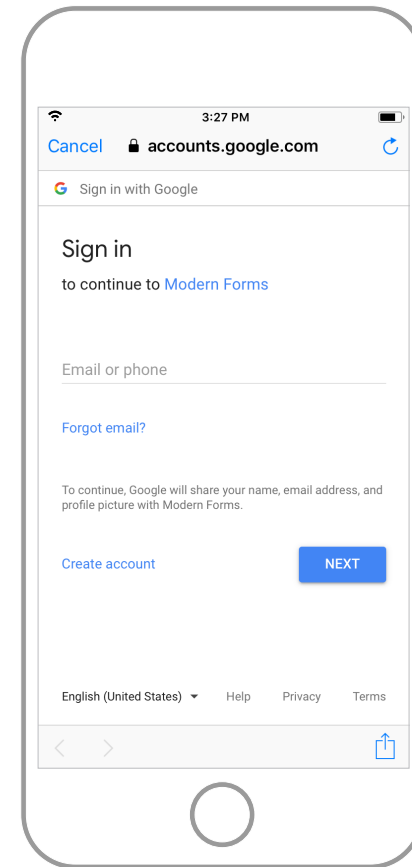 3:27 PM
Cancel accounts.google.com
Sign in with Google
Sign in
to continue to Modern Forms
Email or phone
Forgot email?
To continue, Google will share your name, email address, and
profile picture with Modern Forms.
Create account NEXT
English (United States) Help Privacy Terms